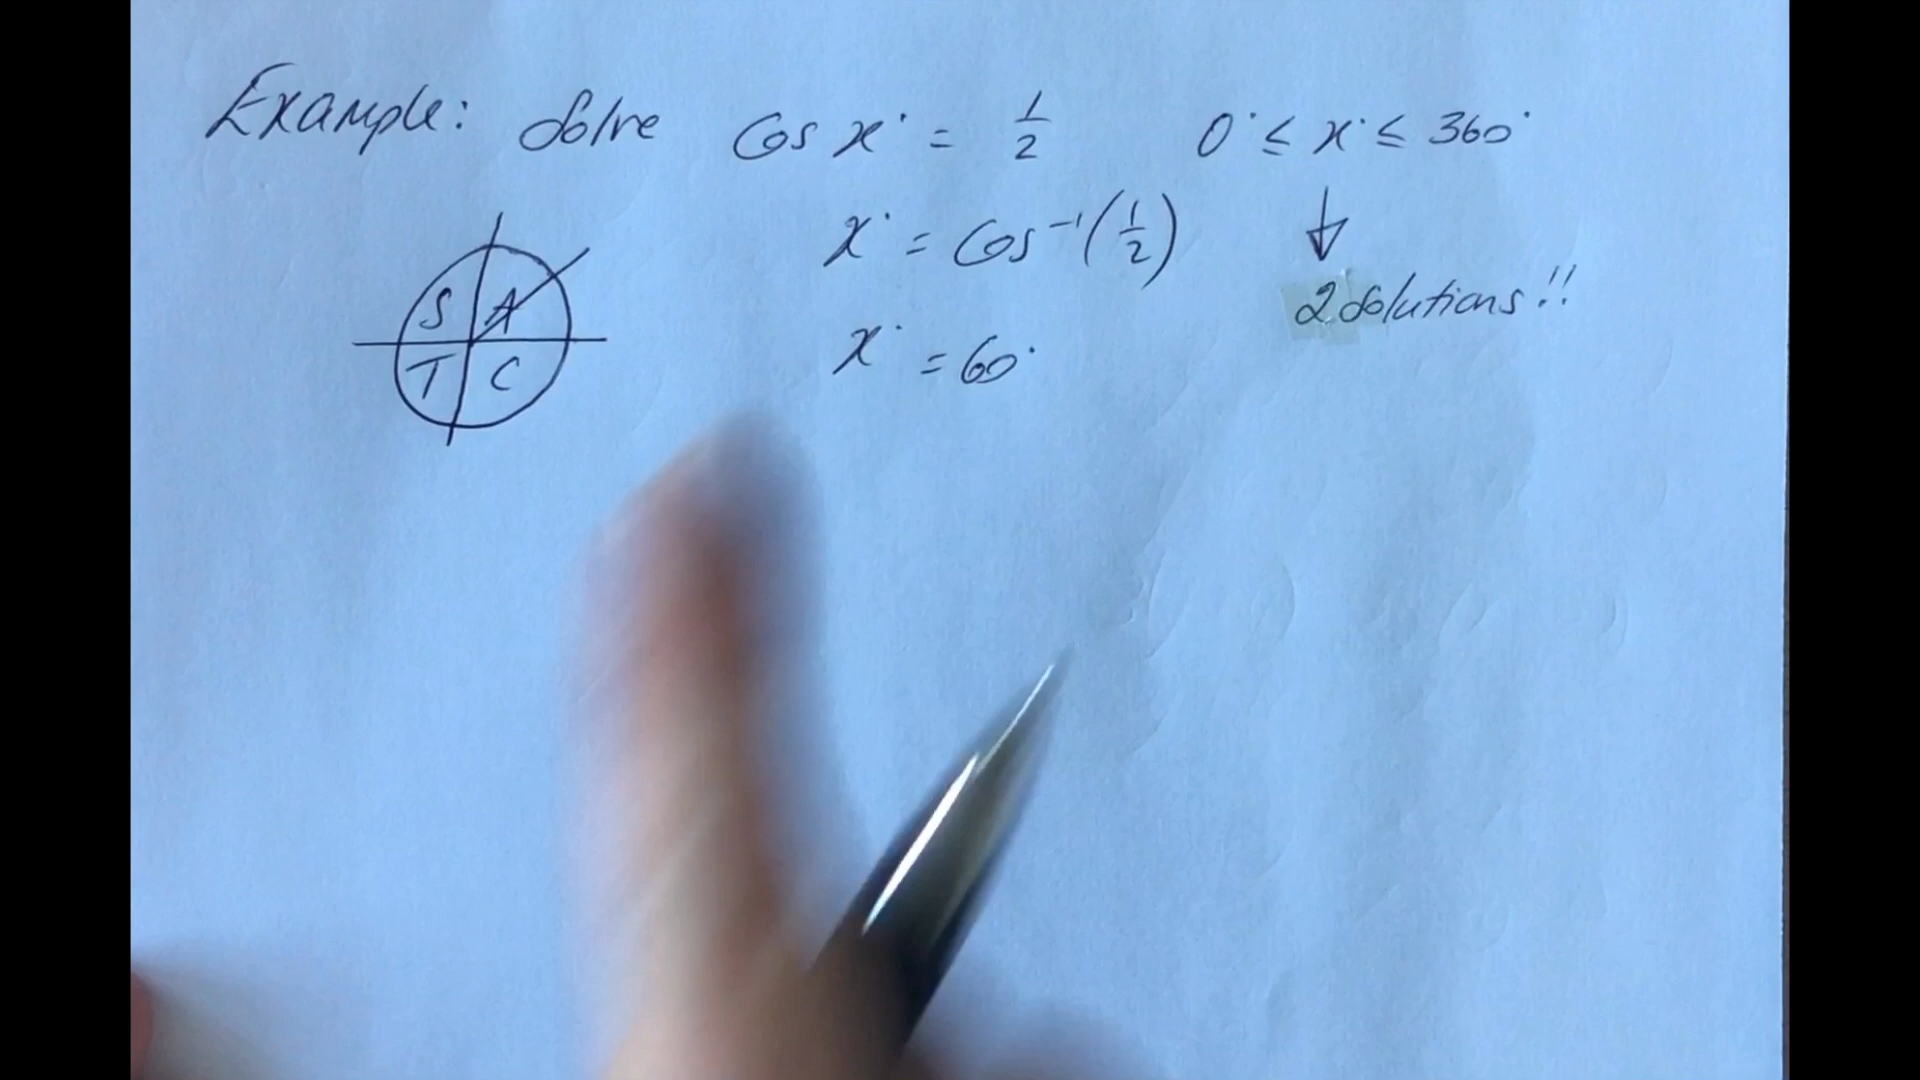 Example: Solve cos x° = 1/2 0° ≤ x° ≤ 360°
x° = cos⁻¹(1/2)
2 solutions!!
S A
x° = 60°
T C